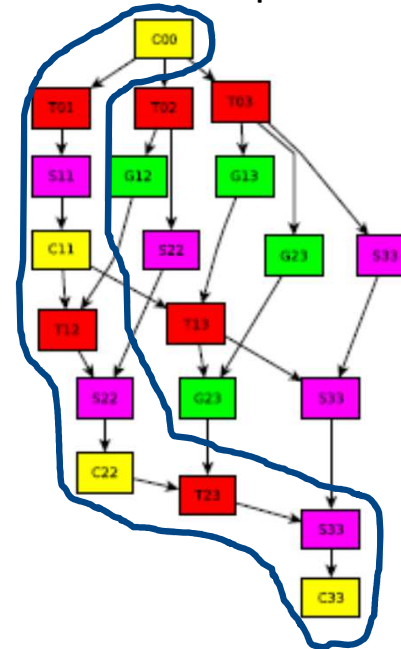 C00
T01 T02 T03
S11 G12 G13
C11 S22 G23 S33
T12 T13
S22 G23 S33
C22 T23
S33
C33